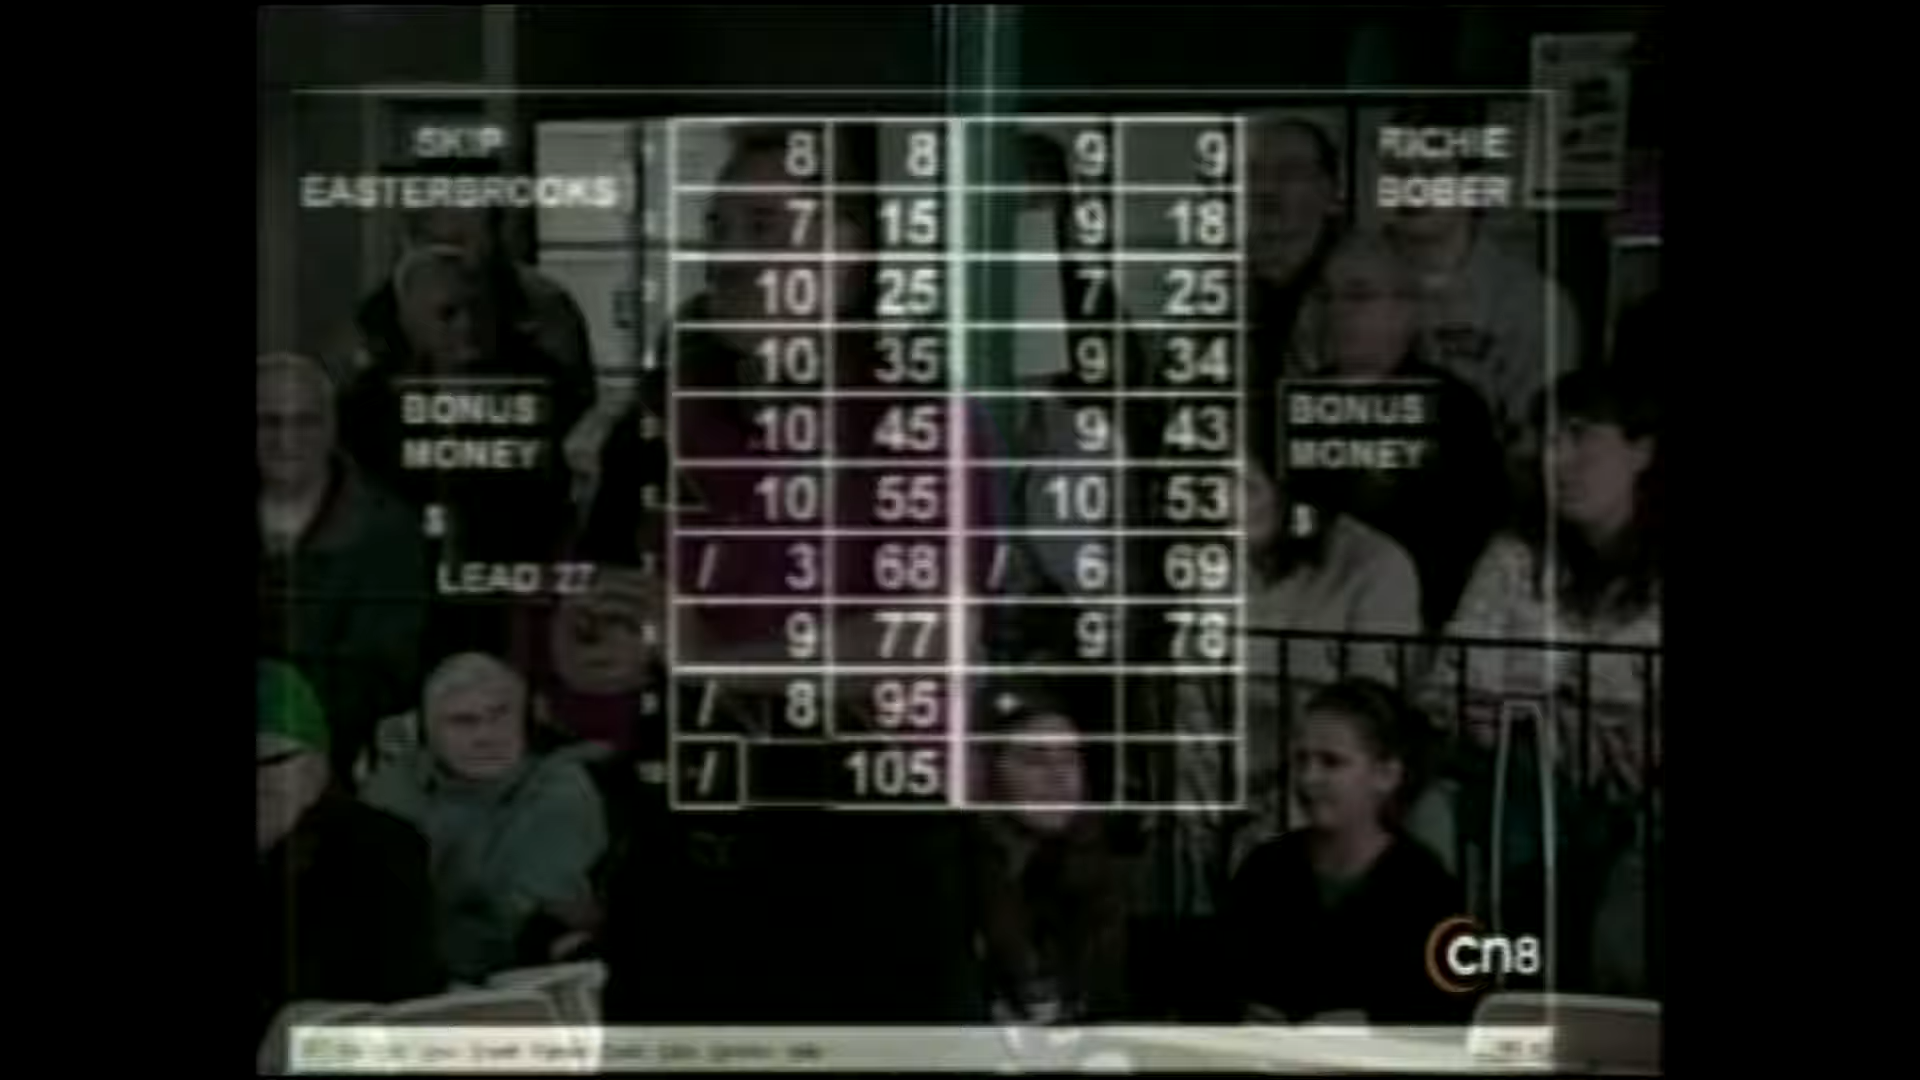 SKIP
EASTERBROOKS
RICHIE
BOBER
8 8 9 9
7 15 9 18
10 25 7 25
10 35 9 34
10 45 9 43
10 55 10 53
/ 3 68 / 6 69
9 77 9 78
/ 8 95
10 / 105
BONUS
MONEY
$
LEAD 27
BONUS
MONEY
$
cn8